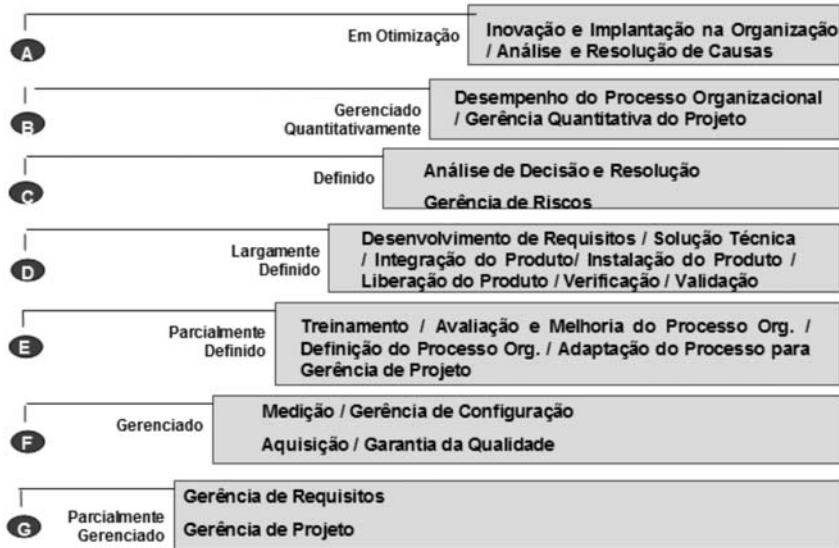 A
Em Otimização
Inovação e Implantação na Organização
/ Análise e Resolução de Causas
B
Gerenciado
Quantitativamente
Desempenho do Processo Organizacional
/ Gerência Quantitativa do Projeto
C
Definido
Análise de Decisão e Resolução
Gerência de Riscos
D
Largamente
Definido
Desenvolvimento de Requisitos / Solução Técnica
/ Integração do Produto/ Instalação do Produto /
Liberação do Produto / Verificação / Validação
E
Parcialmente
Definido
Treinamento / Avaliação e Melhoria do Processo Org. /
Definição do Processo Org. / Adaptação do Processo para
Gerência de Projeto
F
Gerenciado
Medição / Gerência de Configuração
Aquisição / Garantia da Qualidade
G
Parcialmente
Gerenciado
Gerência de Requisitos
Gerência de Projeto